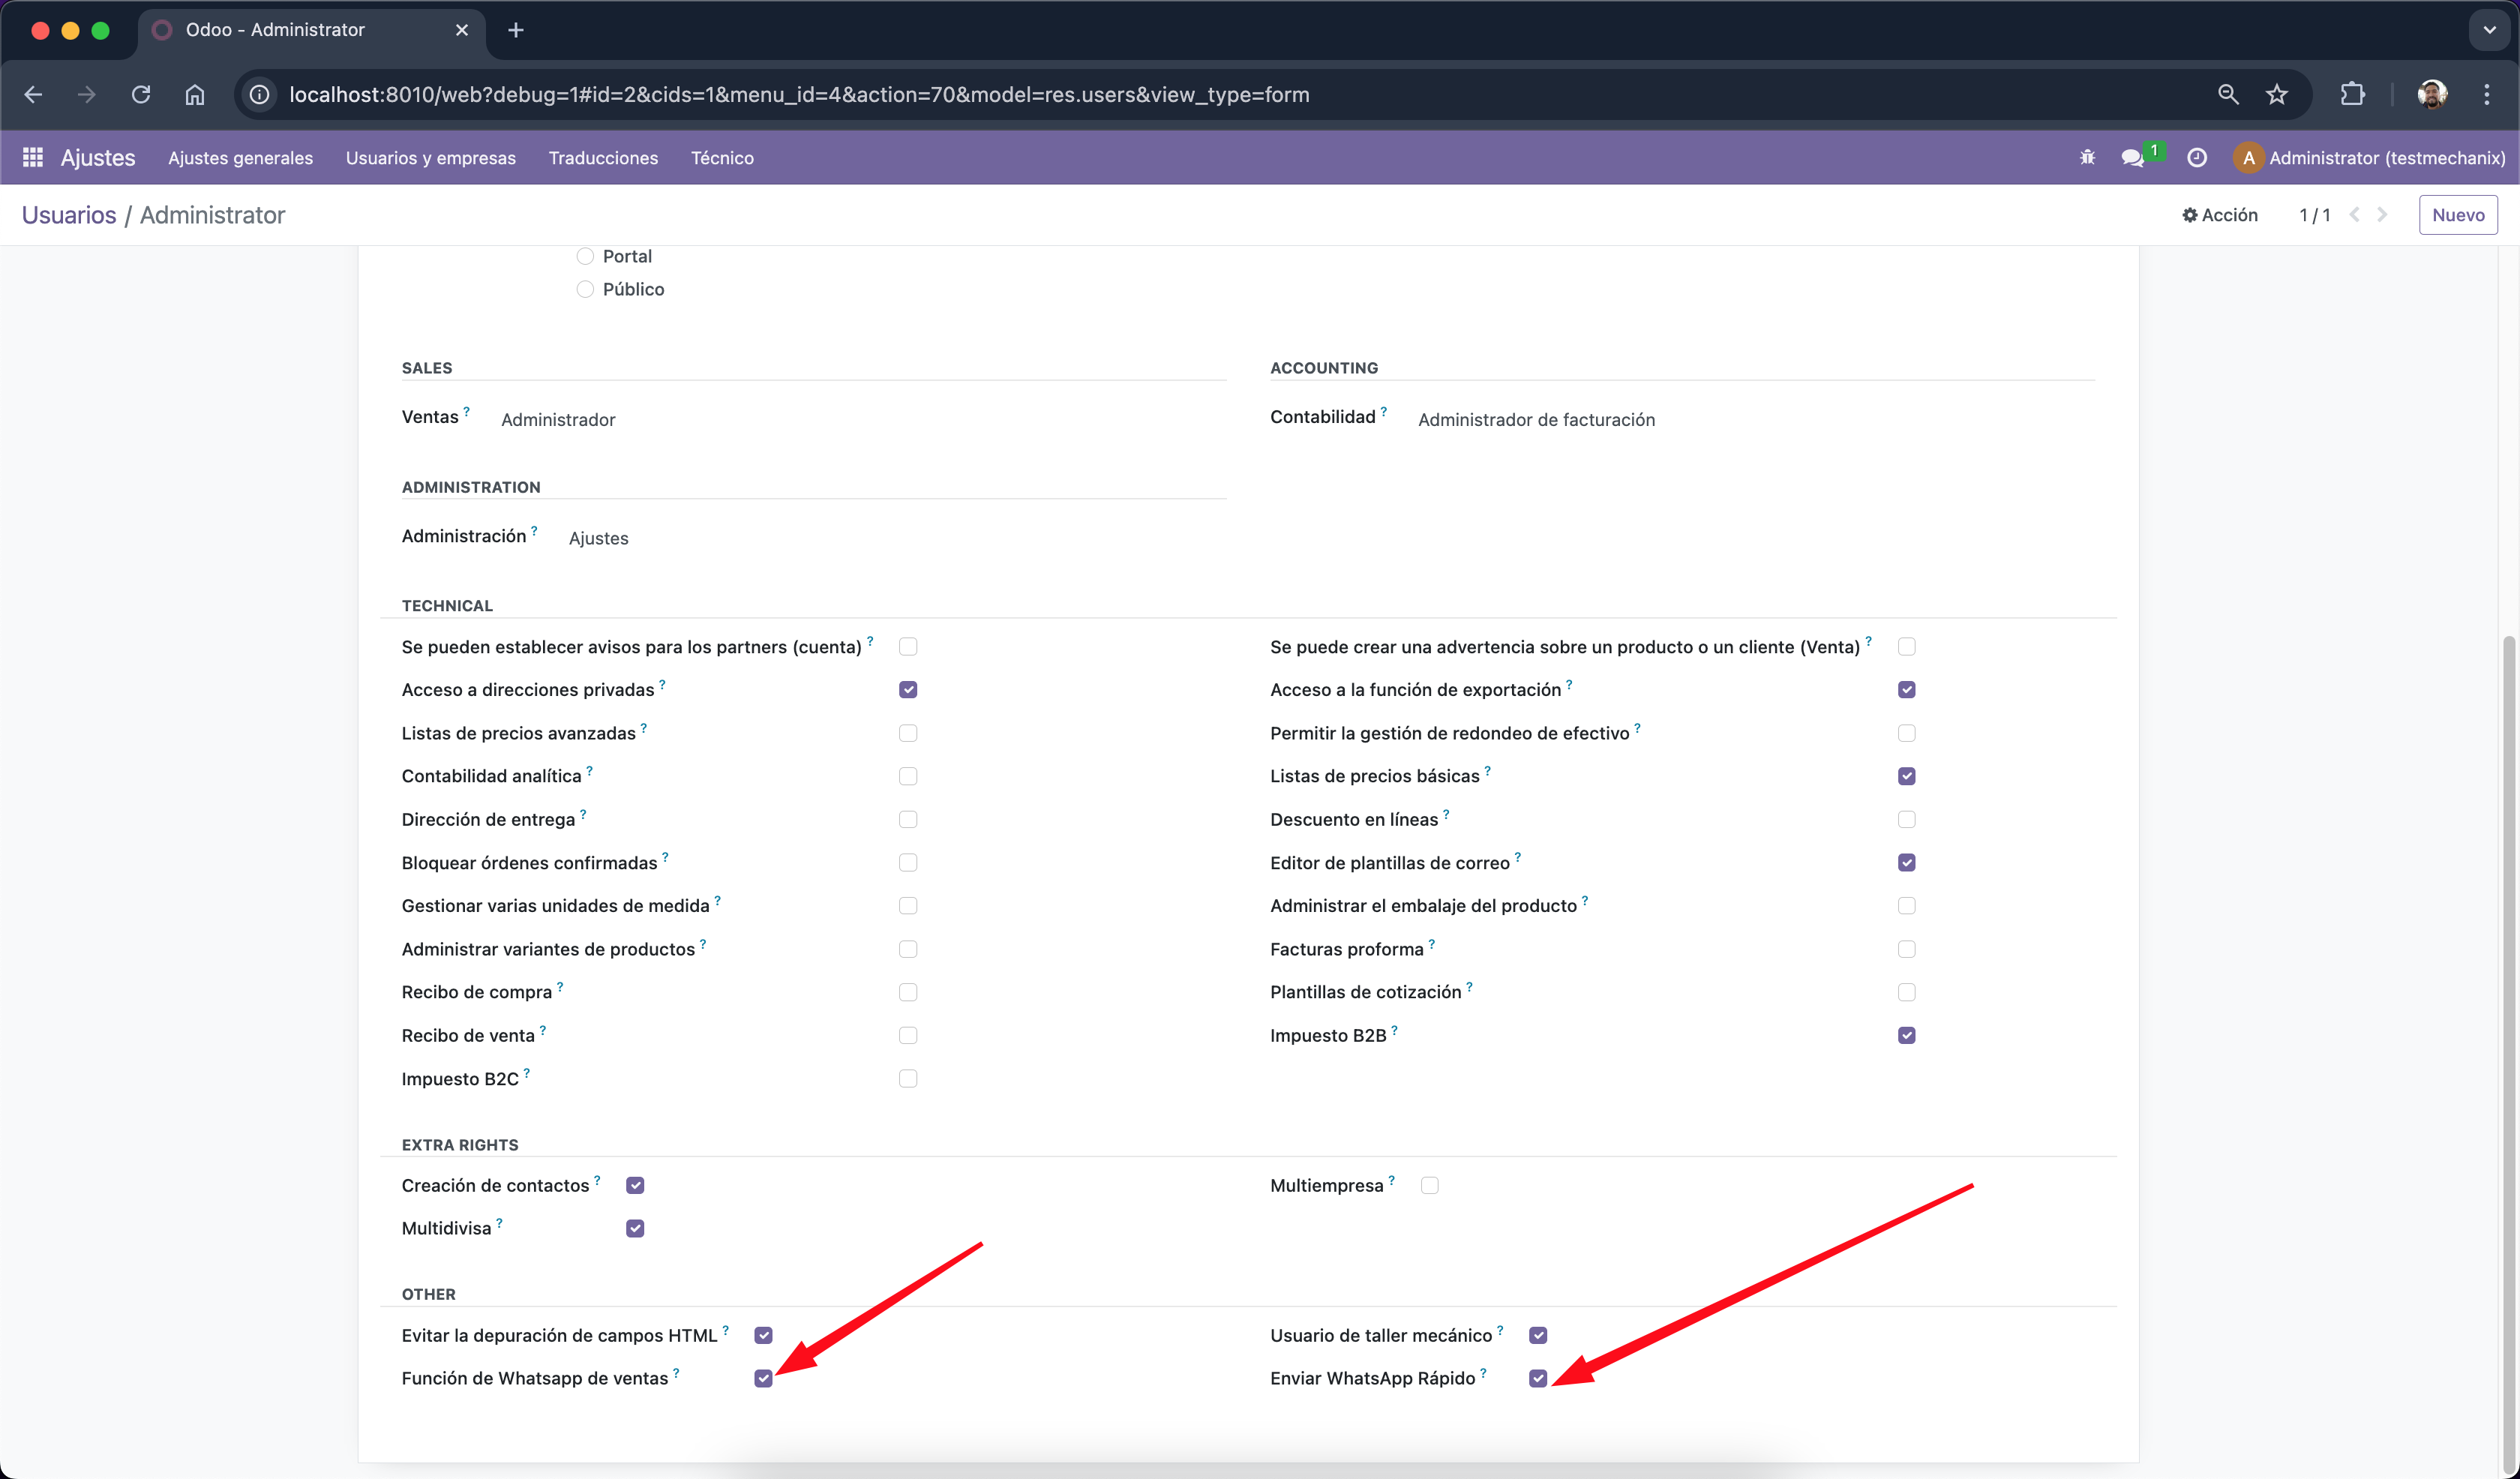 Odoo - Administrator
localhost:8010/web?debug=1#id=2&cids=1&menu_id=4&action=70&model=res.users&view_type=form
Ajustes Ajustes generales Usuarios y empresas Traducciones Técnico 1 A Administrator (testmechanix)
Usuarios / Administrator Acción 1 / 1 Nuevo
Portal
Público
SALES ACCOUNTING
Ventas ? Administrador Contabilidad ? Administrador de facturación
ADMINISTRATION
Administración ? Ajustes
TECHNICAL
Se pueden establecer avisos para los partners (cuenta) ? Se puede crear una advertencia sobre un producto o un cliente (Venta) ?
Acceso a direcciones privadas ? Acceso a la función de exportación ?
Listas de precios avanzadas ? Permitir la gestión de redondeo de efectivo ?
Contabilidad analítica ? Listas de precios básicas ?
Dirección de entrega ? Descuento en líneas ?
Bloquear órdenes confirmadas ? Editor de plantillas de correo ?
Gestionar varias unidades de medida ? Administrar el embalaje del producto ?
Administrar variantes de productos ? Facturas proforma ?
Recibo de compra ? Plantillas de cotización ?
Recibo de venta ? Impuesto B2B ?
Impuesto B2C ?
EXTRA RIGHTS
Creación de contactos ? Multiempresa ?
Multidivisa ?
OTHER
Evitar la depuración de campos HTML ? Usuario de taller mecánico ?
Función de Whatsapp de ventas ? Enviar WhatsApp Rápido ?